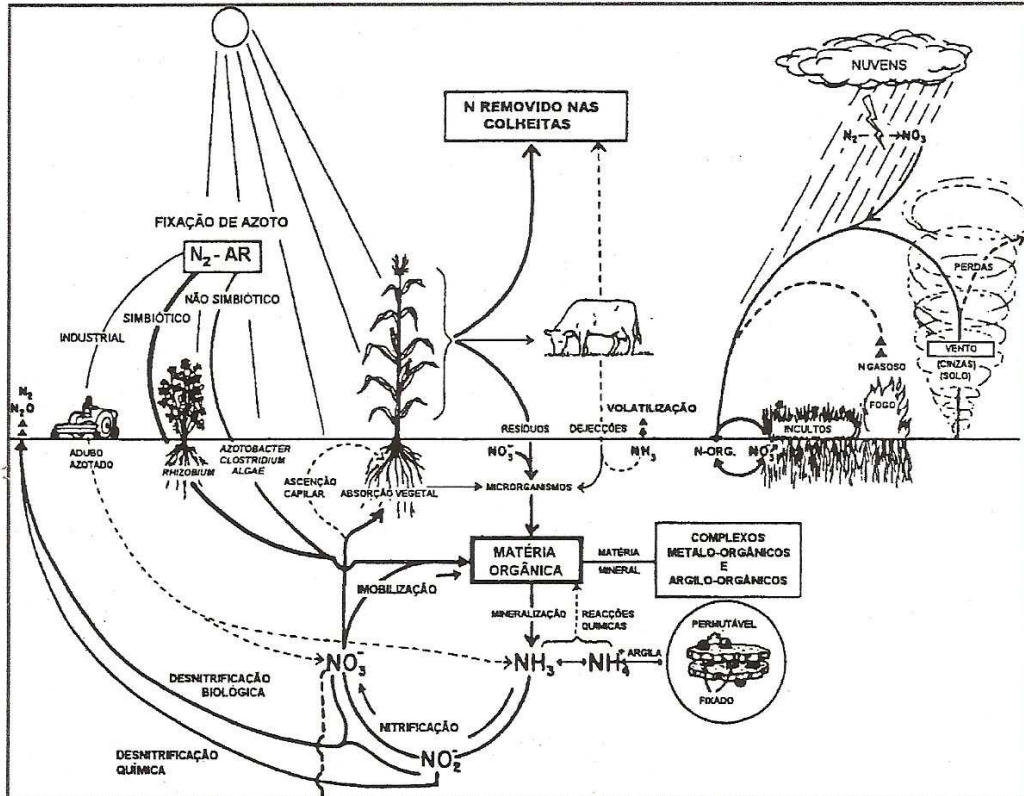 NUVENS
N REMOVIDO NAS
COLHEITAS
N₂ → NO₃⁻
FIXAÇÃO DE AZOTO
N₂ - AR
NÃO SIMBIÓTICO
SIMBIÓTICO
INDUSTRIAL
PERDAS
VENTO
(CINZAS)
(SOLO)
N GASOSO
FOGO
N₂
N₂O
VOLATILIZAÇÃO
RESÍDUOS
DEJECÇÕES
INCULTOS
ADUBO
AZOTADO
RHIZOBIUM
AZOTOBACTER
CLOSTRIDIUM
ALGAE
NO₃⁻
NH₃
N-ORG.
NO₃⁻
ASCENÇÃO
CAPILAR
ABSORÇÃO VEGETAL
MICRORGANISMOS
MATÉRIA
ORGÂNICA
MATÉRIA
MINERAL
COMPLEXOS
METALO-ORGÂNICOS
E
ARGILO-ORGÂNICOS
IMOBILIZAÇÃO
MINERALIZAÇÃO
REACÇÕES
QUIMICAS
PERMUTÁVEL
FIXADO
NO₃⁻
NH₃
NH₄⁺
ARGILA
DESNITRIFICAÇÃO
BIOLÓGICA
NITRIFICAÇÃO
NO₂⁻
DESNITRIFICAÇÃO
QUÍMICA